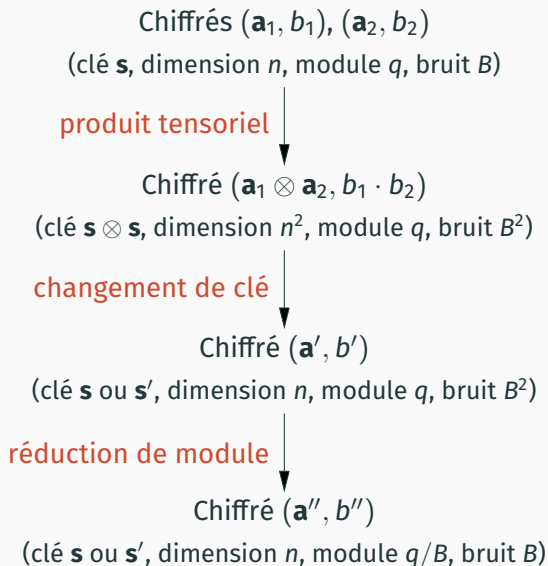 Chiffrés (𝐚₁, b₁), (𝐚₂, b₂)
(clé 𝐬, dimension n, module q, bruit B)
produit tensoriel
Chiffré (𝐚₁ ⊗ 𝐚₂, b₁ · b₂)
(clé 𝐬 ⊗ 𝐬, dimension n², module q, bruit B²)
changement de clé
Chiffré (𝐚′, b′)
(clé 𝐬 ou 𝐬′, dimension n, module q, bruit B²)
réduction de module
Chiffré (𝐚″, b″)
(clé 𝐬 ou 𝐬′, dimension n, module q/B, bruit B)